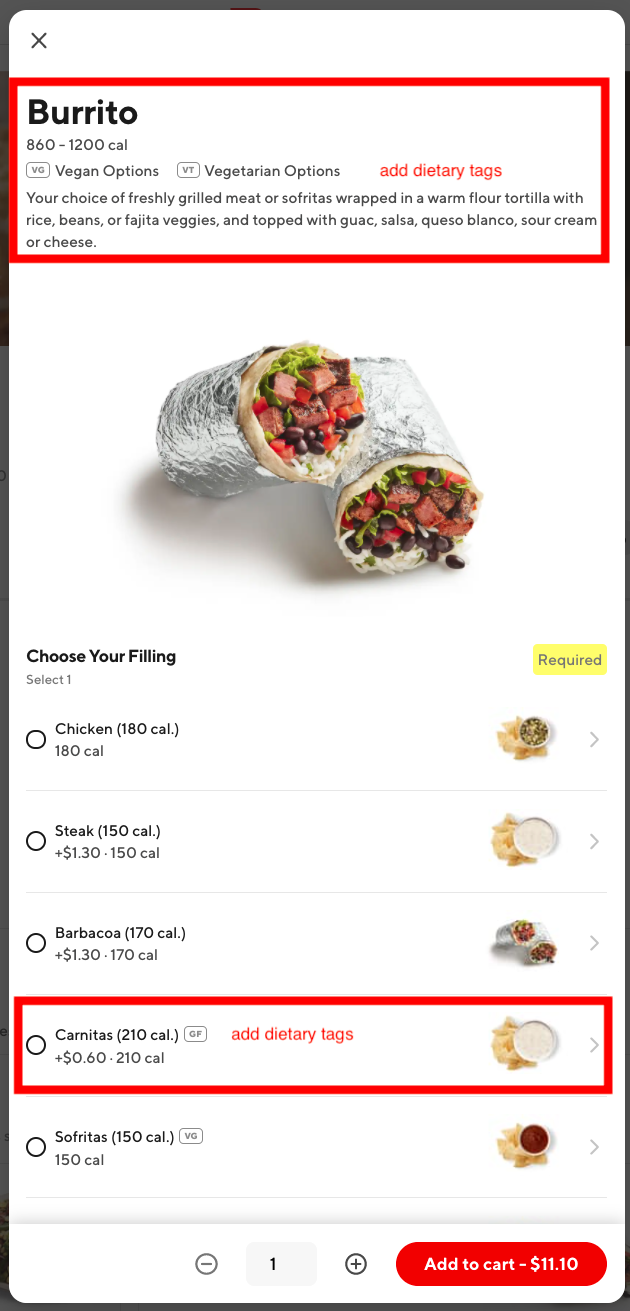 Burrito
860 - 1200 cal
VG Vegan Options VT Vegetarian Options add dietary tags
Your choice of freshly grilled meat or sofritas wrapped in a warm flour tortilla with
rice, beans, or fajita veggies, and topped with guac, salsa, queso blanco, sour cream
or cheese.
Choose Your Filling
Required
Select 1
Chicken (180 cal.)
180 cal
Steak (150 cal.)
+$1.30 · 150 cal
Barbacoa (170 cal.)
+$1.30 · 170 cal
Carnitas (210 cal.) GF add dietary tags
+$0.60 · 210 cal
Sofritas (150 cal.) VG
150 cal
1
Add to cart - $11.10